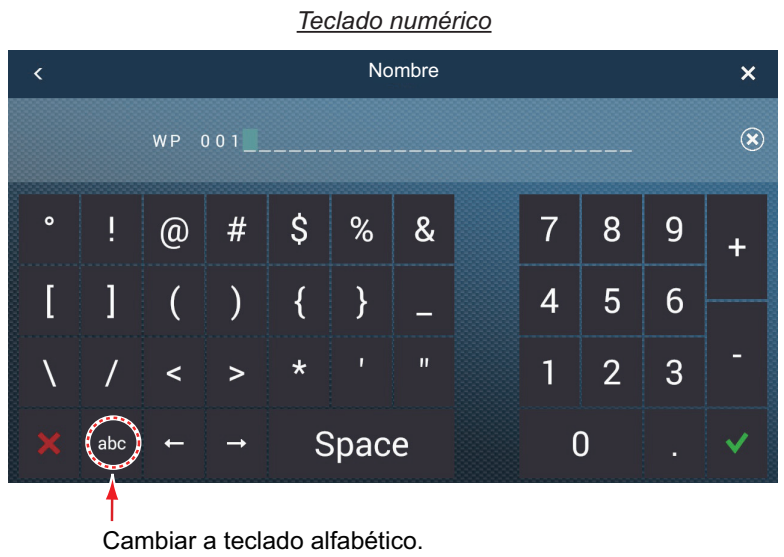 Teclado numérico
< Nombre ×
WP 001
° ! @ # $ % & 7 8 9 +
[ ] ( ) { } _ 4 5 6
\ / < > * ' " 1 2 3 -
× abc ← → Space 0 . ✓
Cambiar a teclado alfabético.